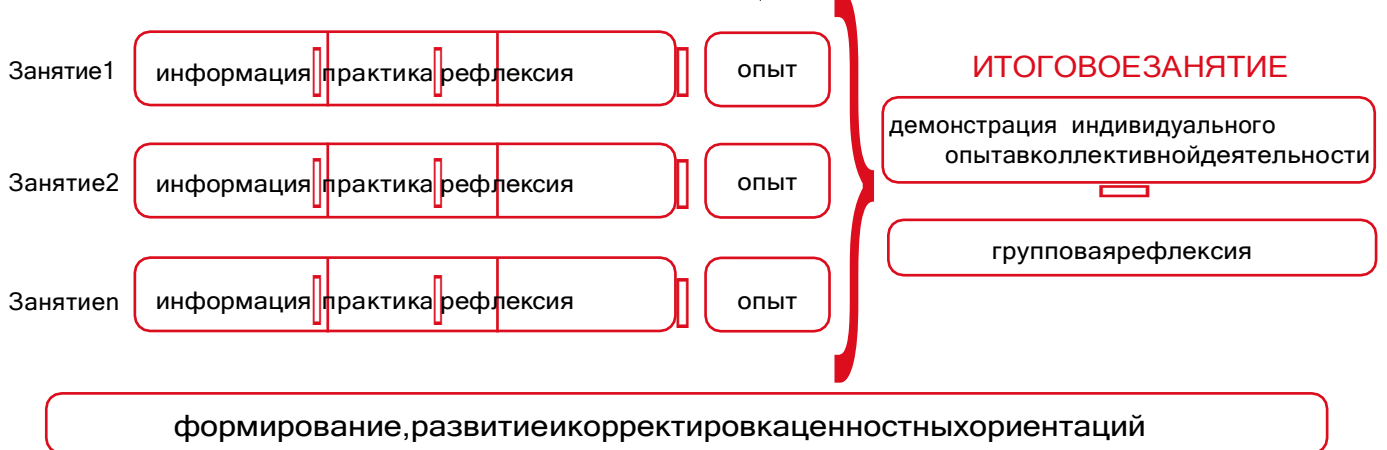 Занятие1 информация практика рефлексия опыт
Занятие2 информация практика рефлексия опыт
Занятиеn информация практика рефлексия опыт
ИТОГОВОЕЗАНЯТИЕ
демонстрация индивидуального
опытавколлективнойдеятельности
групповаярефлексия
формирование,развитиеикорректировкаценностныхориентаций